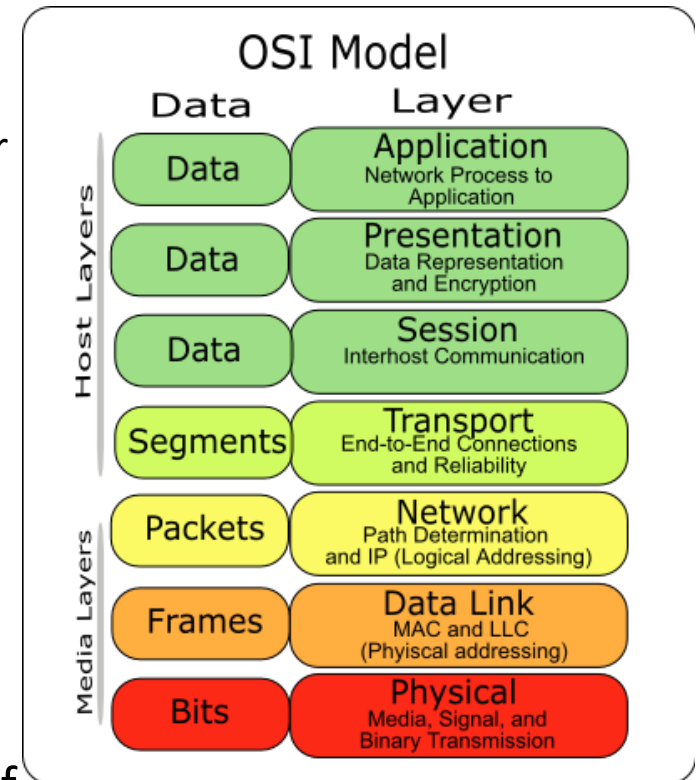 OSI Model
Data Layer
r
Host Layers
Data
Application
Network Process to
Application
Data
Presentation
Data Representation
and Encryption
Data
Session
Interhost Communication
Segments
Transport
End-to-End Connections
and Reliability
Media Layers
Packets
Network
Path Determination
and IP (Logical Addressing)
Frames
Data Link
MAC and LLC
(Phyiscal addressing)
Bits
Physical
Media, Signal, and
Binary Transmission
f